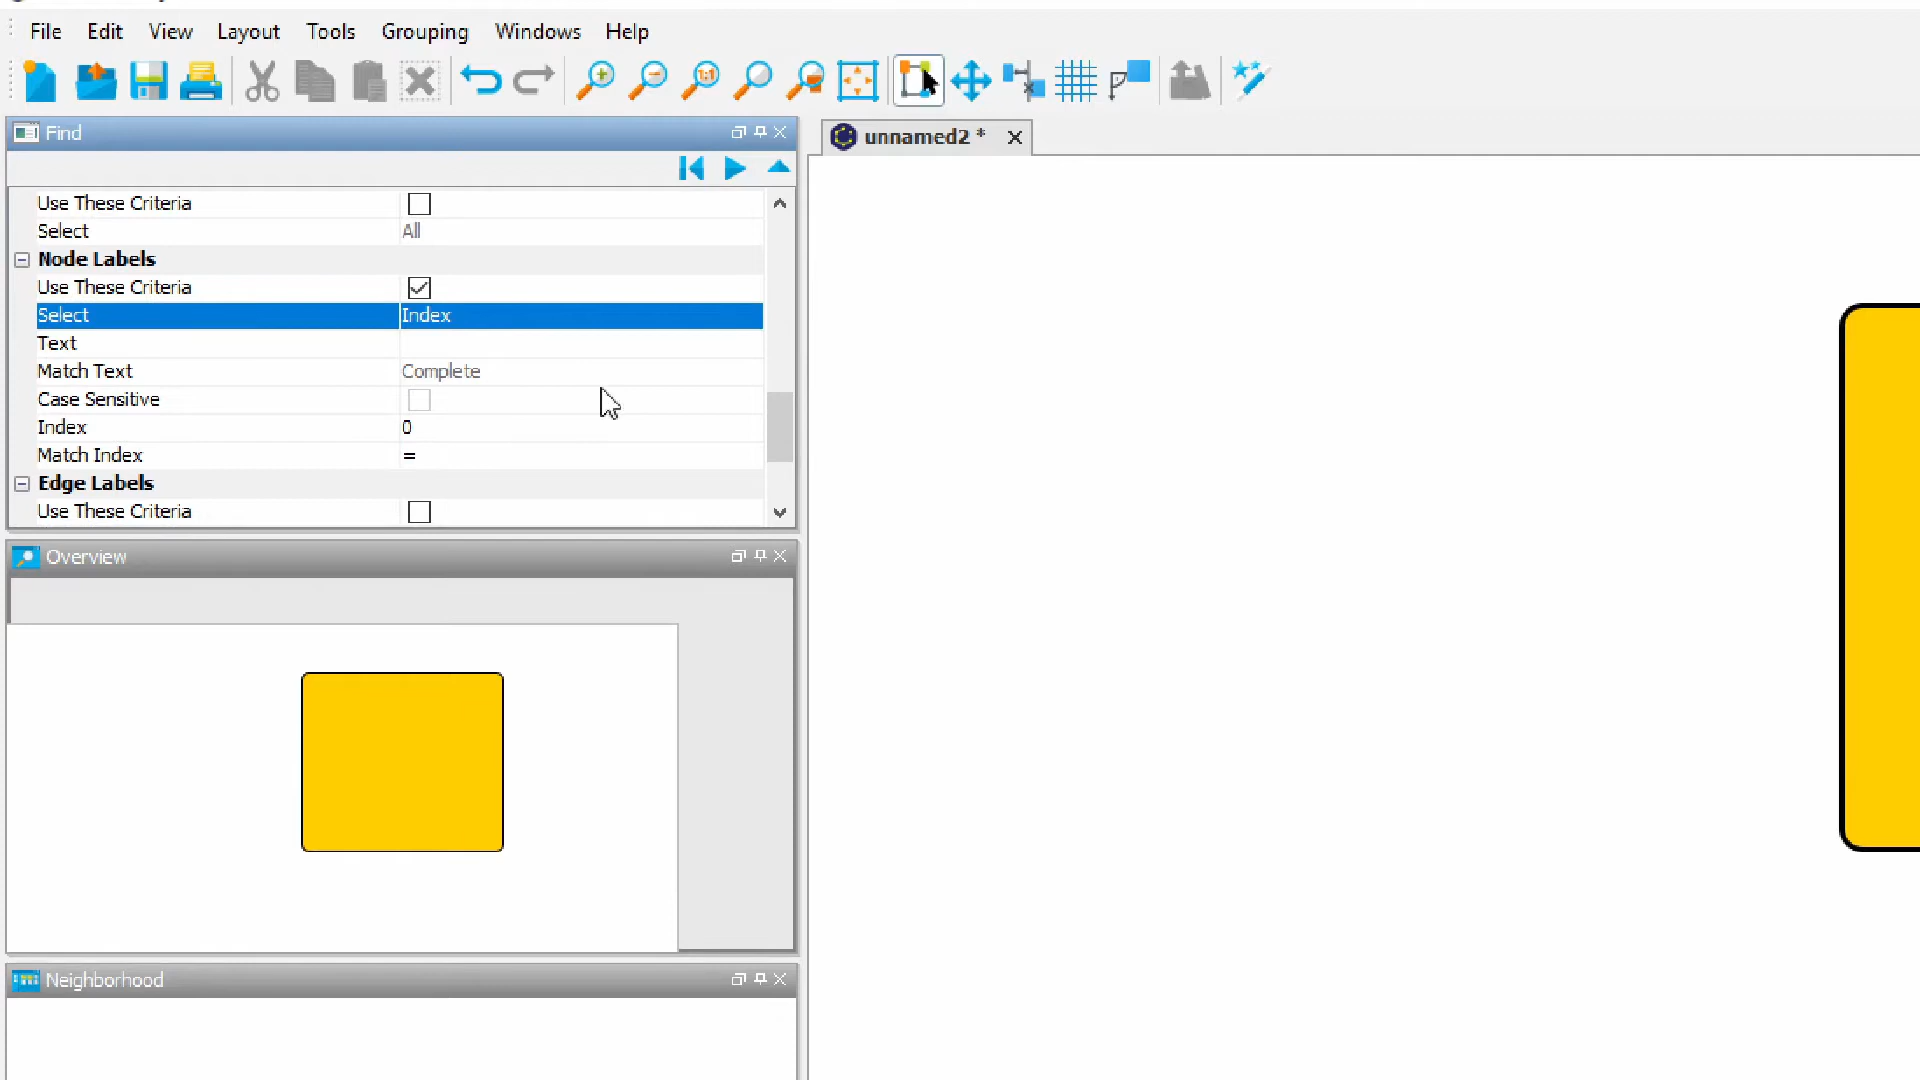 File Edit View Layout Tools Grouping Windows Help
1:1
Find
unnamed2 *
Use These Criteria
Select All
Node Labels
Use These Criteria
Select Index
Text
Match Text Complete
Case Sensitive
Index 0
Match Index =
Edge Labels
Use These Criteria
Overview
Neighborhood